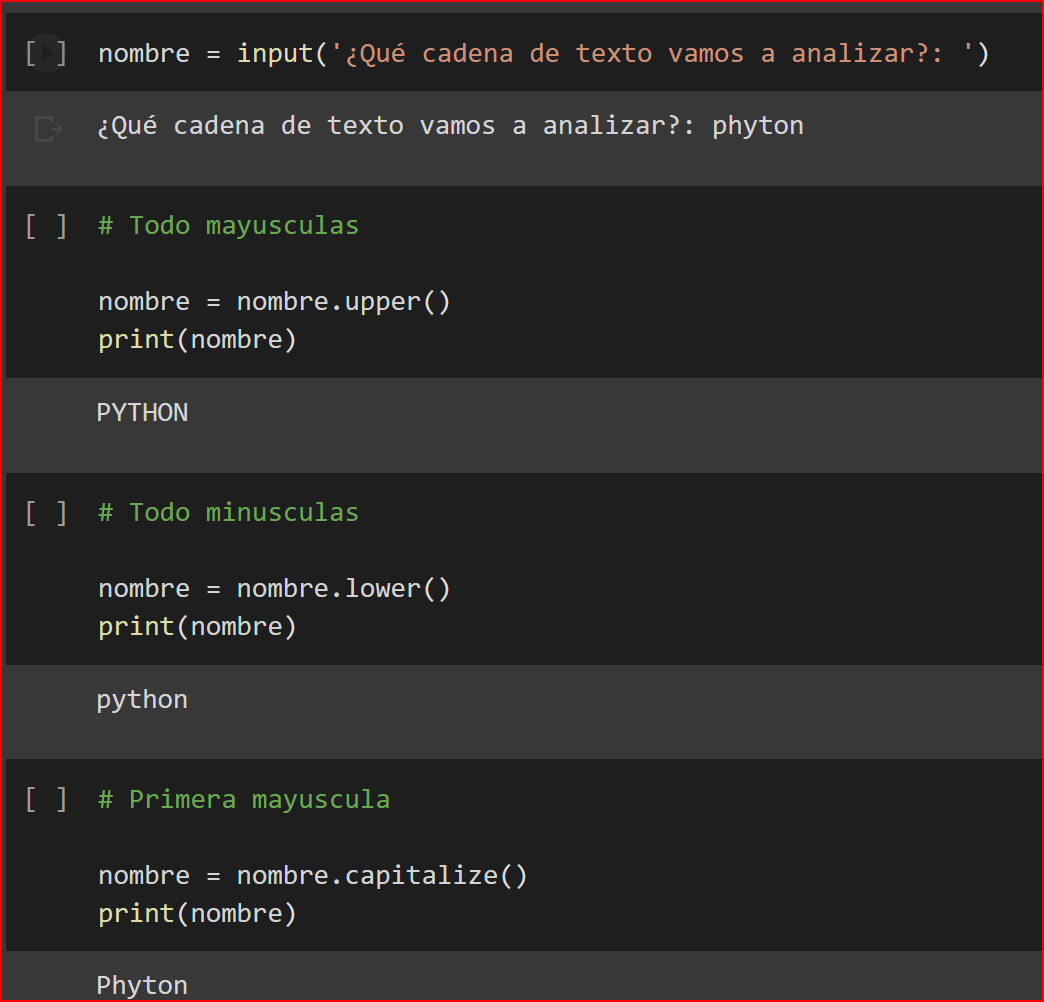 [ ] nombre = input('¿Qué cadena de texto vamos a analizar?: ')
¿Qué cadena de texto vamos a analizar?: phyton
[ ] # Todo mayusculas
nombre = nombre.upper()
print(nombre)
PYTHON
[ ] # Todo minusculas
nombre = nombre.lower()
print(nombre)
python
[ ] # Primera mayuscula
nombre = nombre.capitalize()
print(nombre)
Phyton